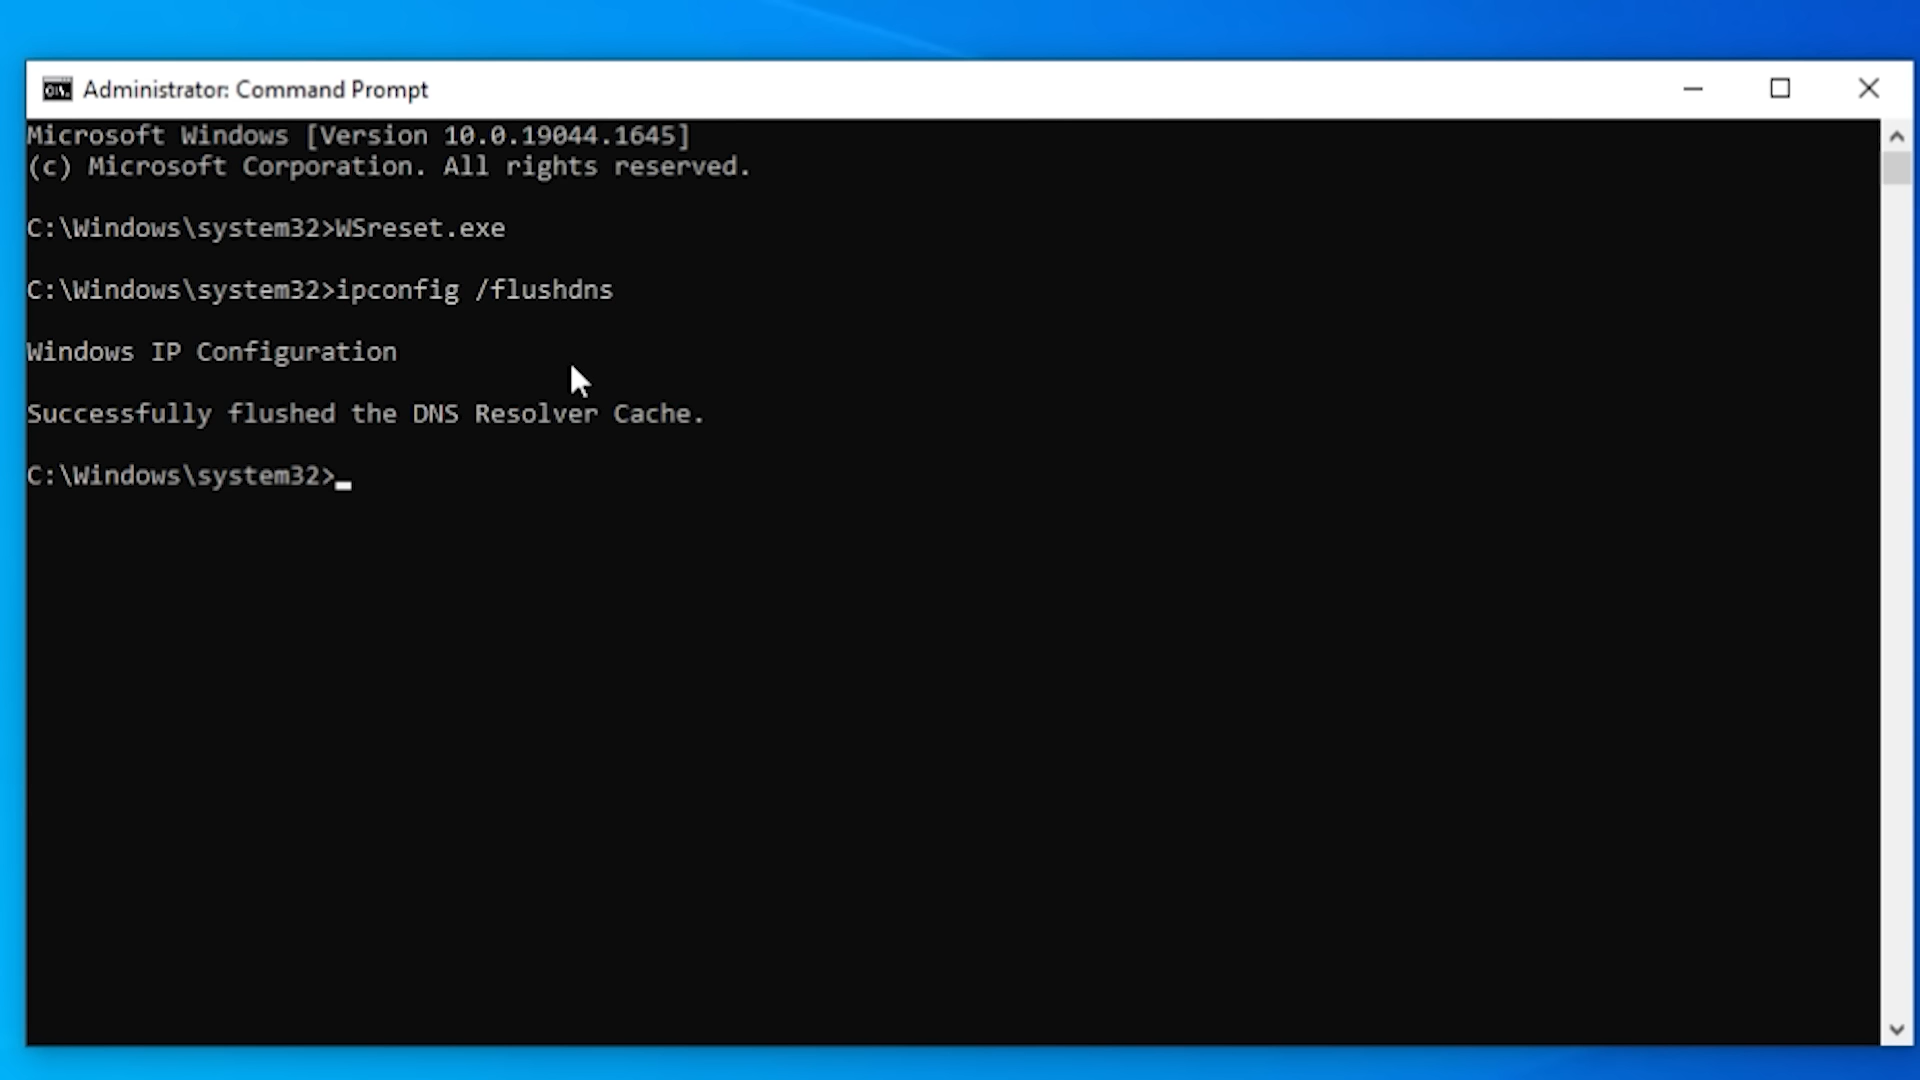 Administrator: Command Prompt
Microsoft Windows [Version 10.0.19044.1645]
(c) Microsoft Corporation. All rights reserved.
C:\Windows\system32>WSreset.exe
C:\Windows\system32>ipconfig /flushdns
Windows IP Configuration
Successfully flushed the DNS Resolver Cache.
C:\Windows\system32>